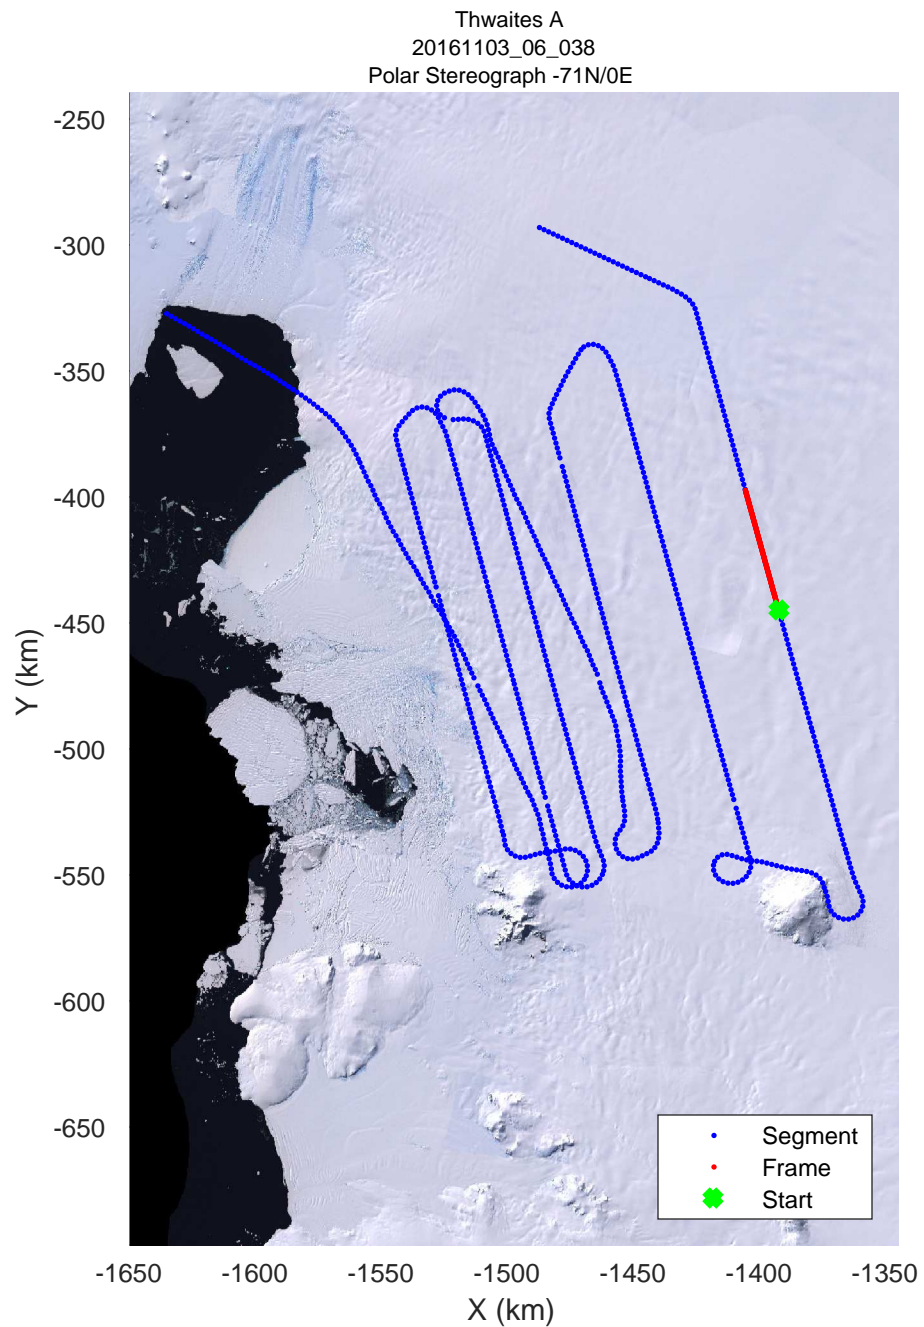 Thwaites A
20161103_06_038
Polar Stereograph -71N/0E
-250
-300
-350
-400
-450
-500
-550
-600
-650
Y (km)
Segment
Frame
Start
-1650 -1600 -1550 -1500 -1450 -1400 -1350
X (km)